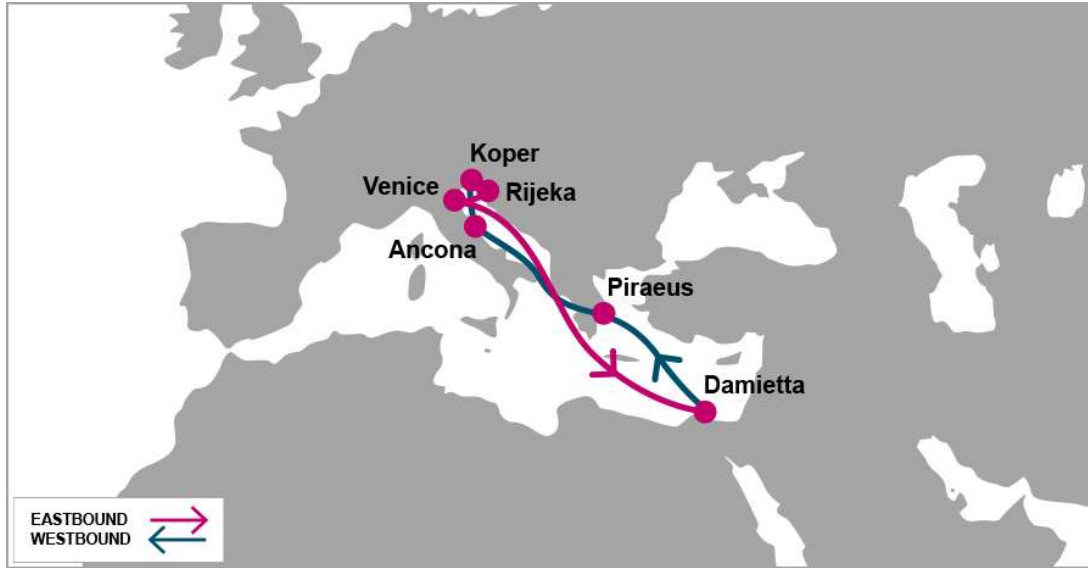 Koper
Venice
Rijeka
Ancona
Piraeus
Damietta
EASTBOUND
WESTBOUND